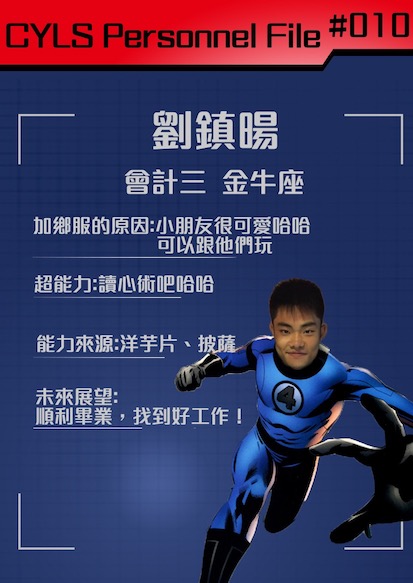 CYLS Personnel File #010
劉鎮暘
會計三 金牛座
加鄉服的原因:小朋友很可愛哈哈
可以跟他們玩
超能力:讀心術吧哈哈
能力來源:洋芋片、披薩
未來展望:
順利畢業，找到好工作！
4